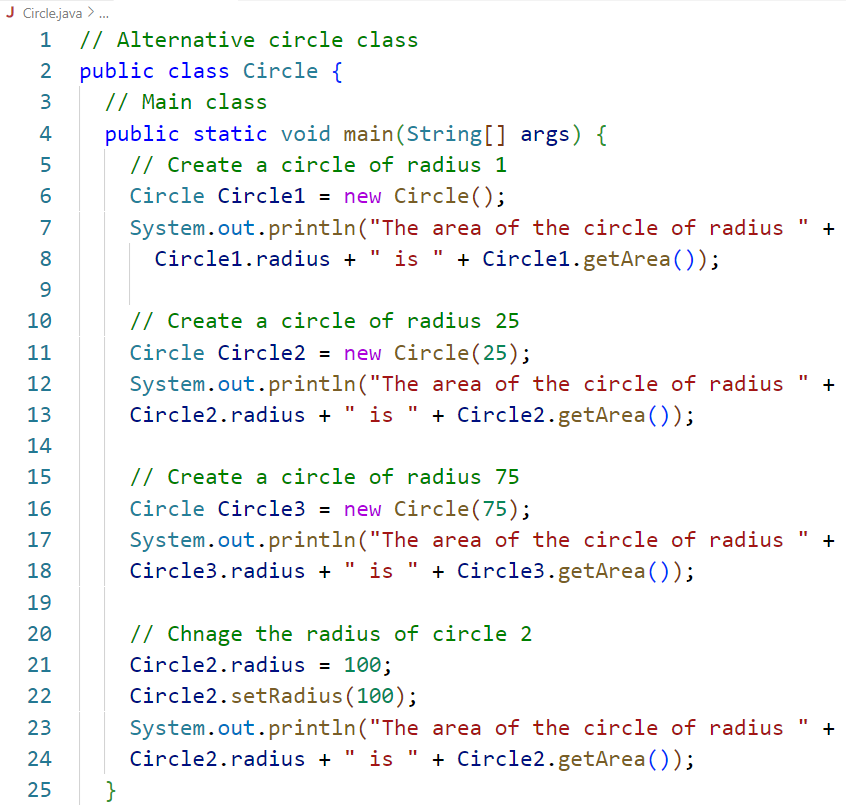 J Circle.java > ...
1 // Alternative circle class
2 public class Circle {
3 // Main class
4 public static void main(String[] args) {
5 // Create a circle of radius 1
6 Circle Circle1 = new Circle();
7 System.out.println("The area of the circle of radius " +
8 Circle1.radius + " is " + Circle1.getArea());
9
10 // Create a circle of radius 25
11 Circle Circle2 = new Circle(25);
12 System.out.println("The area of the circle of radius " +
13 Circle2.radius + " is " + Circle2.getArea());
14
15 // Create a circle of radius 75
16 Circle Circle3 = new Circle(75);
17 System.out.println("The area of the circle of radius " +
18 Circle3.radius + " is " + Circle3.getArea());
19
20 // Chnage the radius of circle 2
21 Circle2.radius = 100;
22 Circle2.setRadius(100);
23 System.out.println("The area of the circle of radius " +
24 Circle2.radius + " is " + Circle2.getArea());
25 }